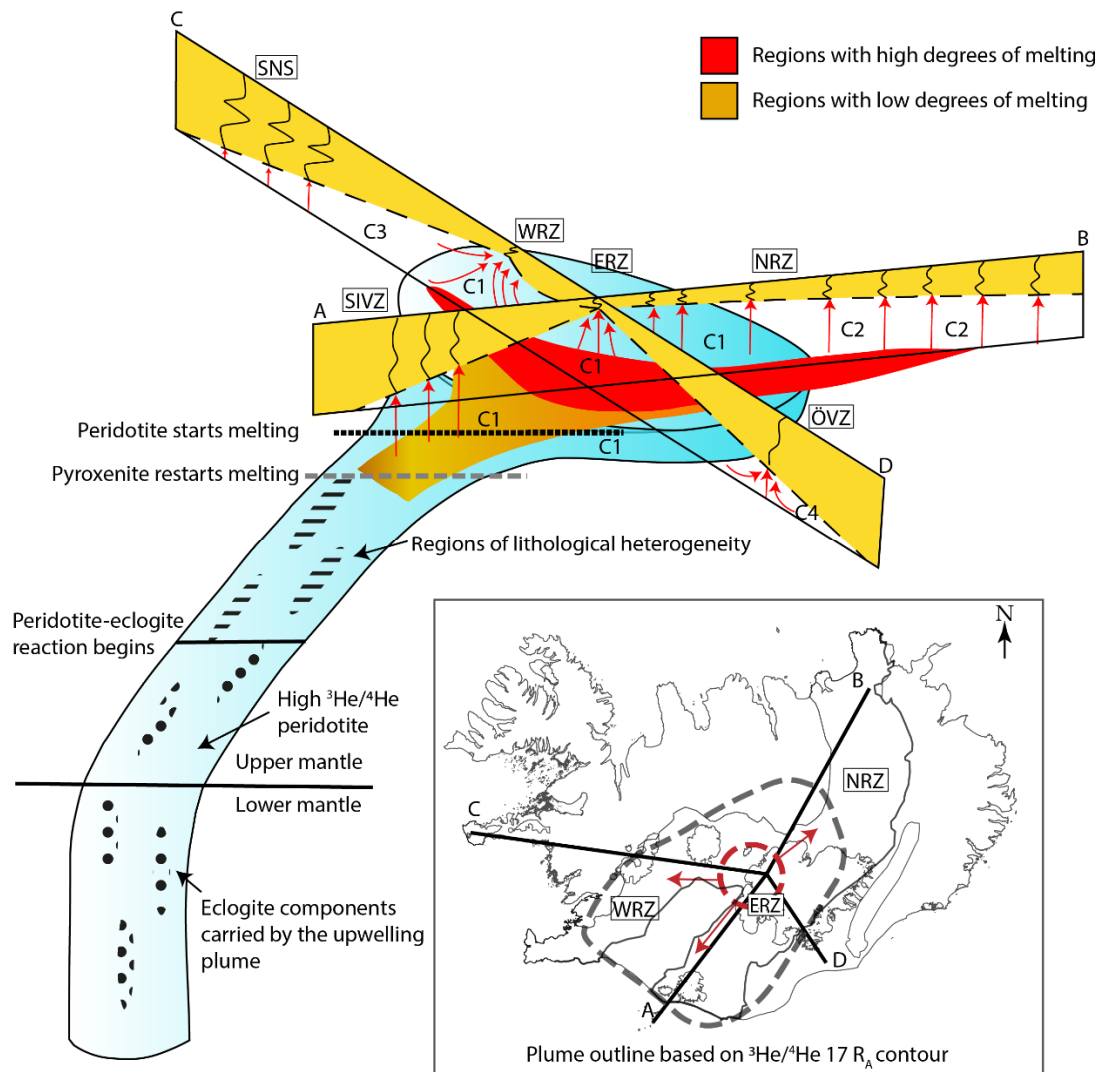 C
SNS
Regions with high degrees of melting
Regions with low degrees of melting
C3
WRZ
ERZ
NRZ
B
C1
SIVZ
A
C2
C2
C1
C1
C1
ÖVZ
Peridotite starts melting
C1
Pyroxenite restarts melting
D
C4
Regions of lithological heterogeneity
Peridotite-eclogite
reaction begins
High ³He/⁴He
peridotite
Upper mantle
Lower mantle
Eclogite components
carried by the upwelling
plume
N
B
NRZ
C
WRZ
ERZ
D
A
Plume outline based on ³He/⁴He 17 R_A contour